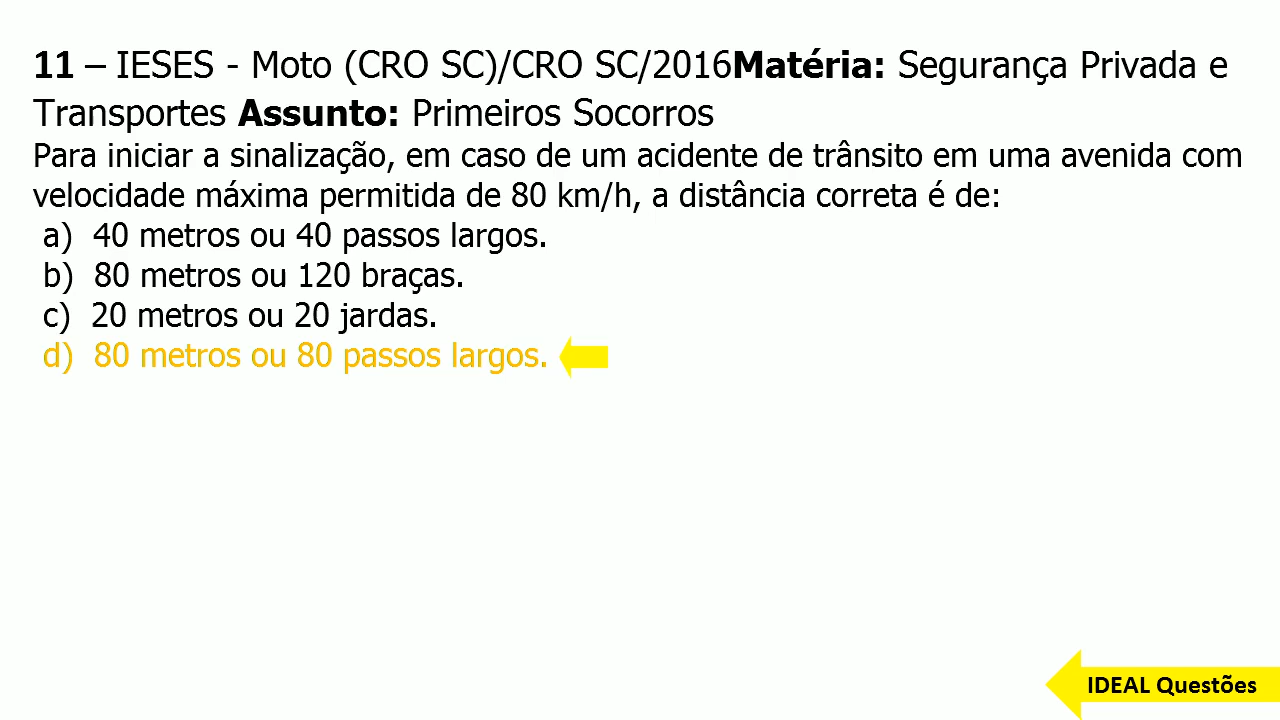 11 – IESES - Moto (CRO SC)/CRO SC/2016Matéria: Segurança Privada e
Transportes Assunto: Primeiros Socorros
Para iniciar a sinalização, em caso de um acidente de trânsito em uma avenida com
velocidade máxima permitida de 80 km/h, a distância correta é de:
a) 40 metros ou 40 passos largos.
b) 80 metros ou 120 braças.
c) 20 metros ou 20 jardas.
d) 80 metros ou 80 passos largos.
IDEAL Questões